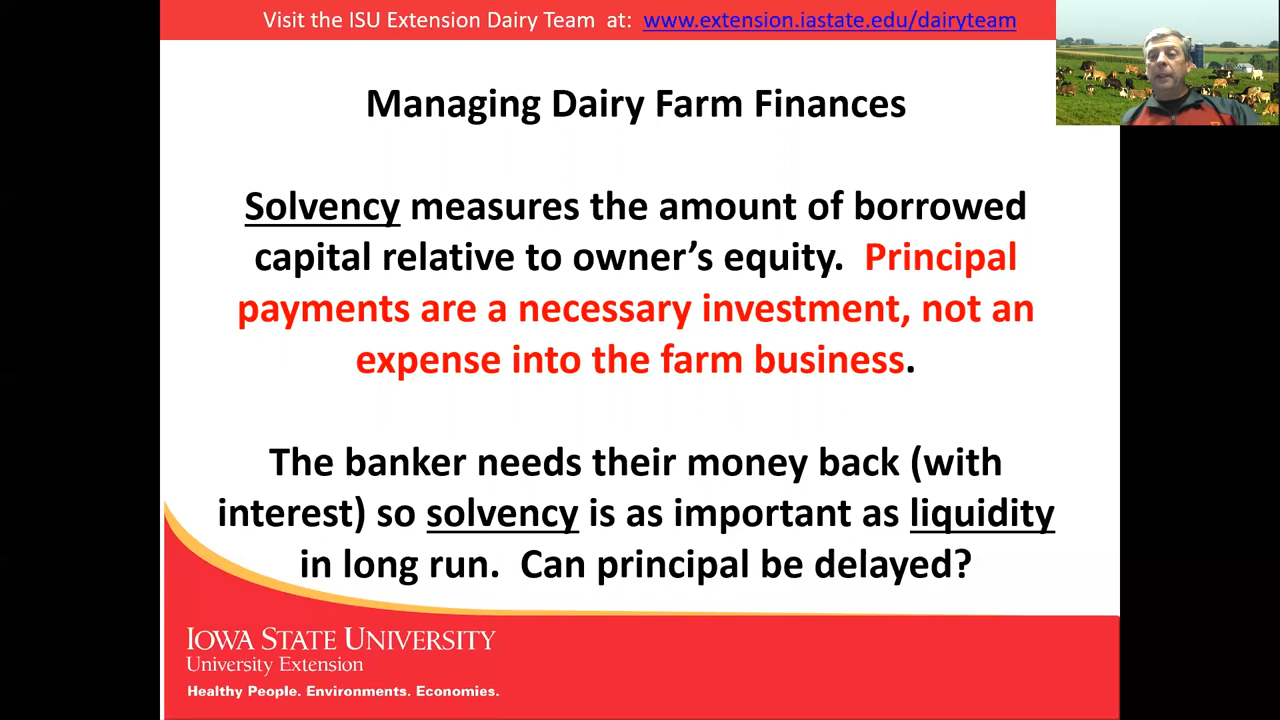 Visit the ISU Extension Dairy Team at: www.extension.iastate.edu/dairyteam
Managing Dairy Farm Finances
Solvency measures the amount of borrowed
capital relative to owner’s equity. Principal
payments are a necessary investment, not an
expense into the farm business.
The banker needs their money back (with
interest) so solvency is as important as liquidity
in long run. Can principal be delayed?
IOWA STATE UNIVERSITY
University Extension
Healthy People. Environments. Economies.